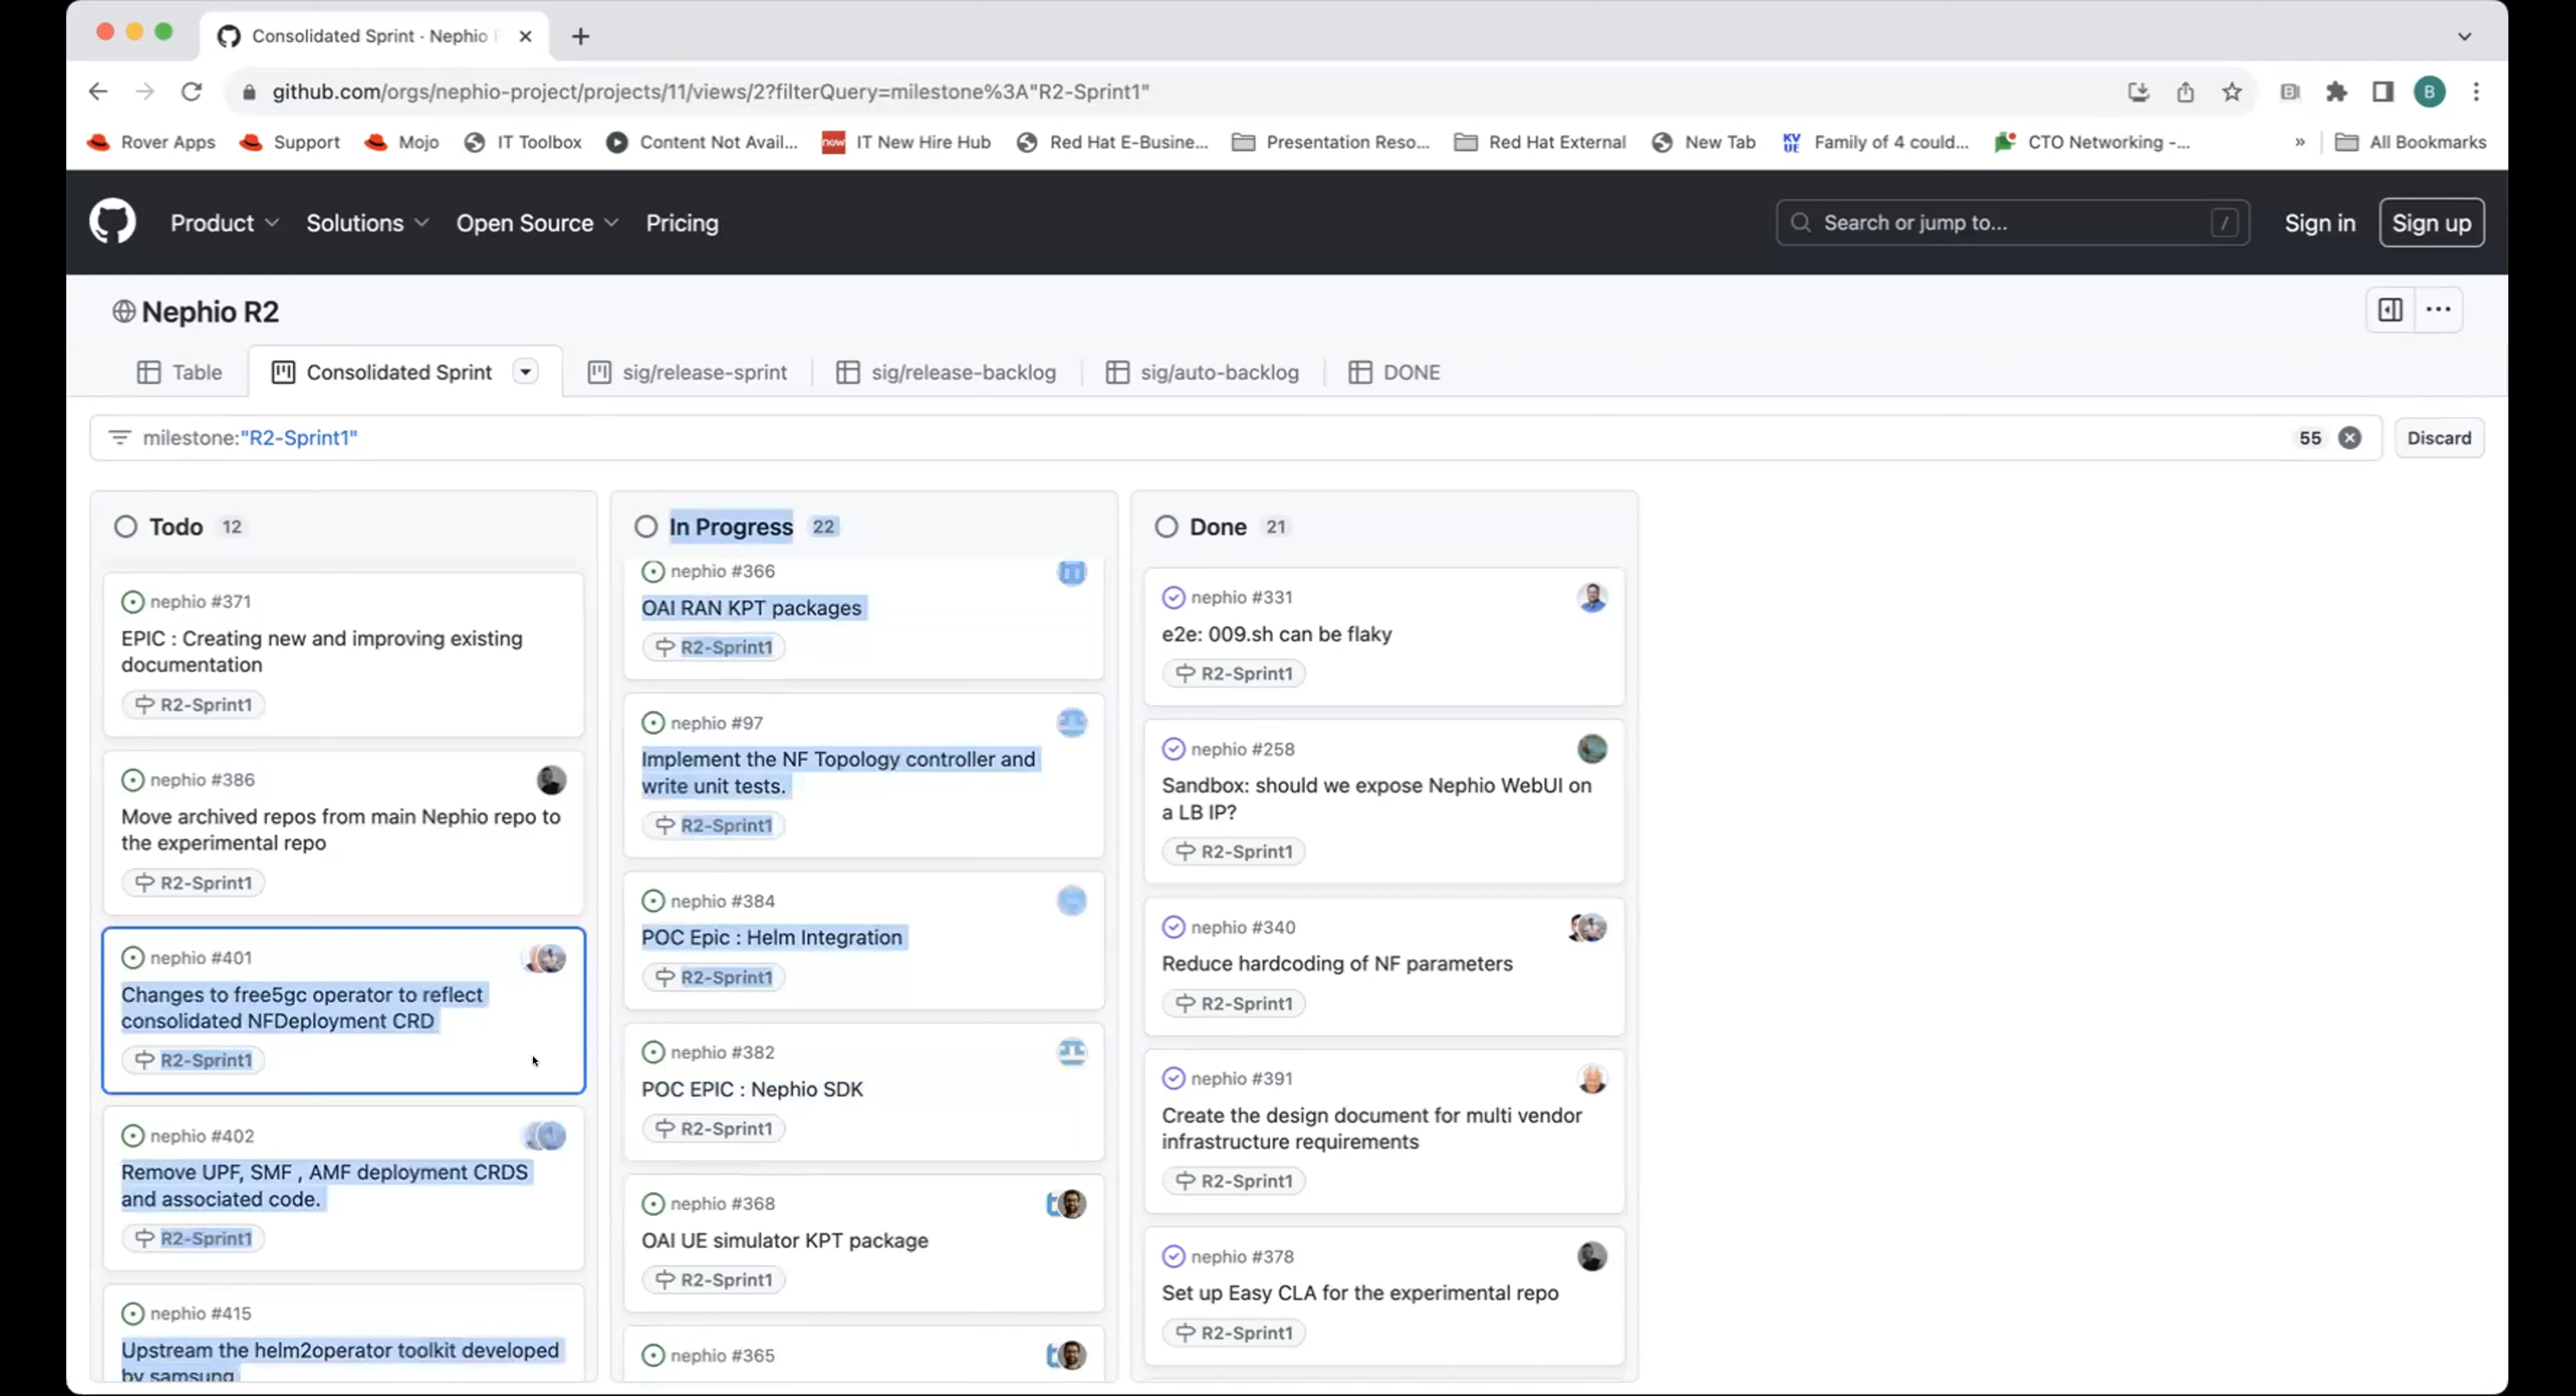 Consolidated Sprint · Nephio
github.com/orgs/nephio-project/projects/11/views/2?filterQuery=milestone%3A"R2-Sprint1"
B
Rover Apps
Support
Mojo
IT Toolbox
Content Not Avail...
now
IT New Hire Hub
Red Hat E-Busine...
Presentation Reso...
Red Hat External
New Tab
KV
UE
Family of 4 could...
CTO Networking -...
»
All Bookmarks
Product
Solutions
Open Source
Pricing
Search or jump to...
/
Sign in
Sign up
Nephio R2
Table
Consolidated Sprint
sig/release-sprint
sig/release-backlog
sig/auto-backlog
DONE
milestone:"R2-Sprint1"
55
Discard
Todo 12
nephio #371
EPIC : Creating new and improving existing
documentation
R2-Sprint1
nephio #386
Move archived repos from main Nephio repo to
the experimental repo
R2-Sprint1
nephio #401
Changes to free5gc operator to reflect
consolidated NFDeployment CRD
R2-Sprint1
nephio #402
Remove UPF, SMF , AMF deployment CRDS
and associated code.
R2-Sprint1
nephio #415
Upstream the helm2operator toolkit developed
by samsung
In Progress 22
nephio #366
OAI RAN KPT packages
R2-Sprint1
nephio #97
Implement the NF Topology controller and
write unit tests.
R2-Sprint1
nephio #384
POC Epic : Helm Integration
R2-Sprint1
nephio #382
POC EPIC : Nephio SDK
R2-Sprint1
nephio #368
OAI UE simulator KPT package
R2-Sprint1
nephio #365
Done 21
nephio #331
e2e: 009.sh can be flaky
R2-Sprint1
nephio #258
Sandbox: should we expose Nephio WebUI on
a LB IP?
R2-Sprint1
nephio #340
Reduce hardcoding of NF parameters
R2-Sprint1
nephio #391
Create the design document for multi vendor
infrastructure requirements
R2-Sprint1
nephio #378
Set up Easy CLA for the experimental repo
R2-Sprint1